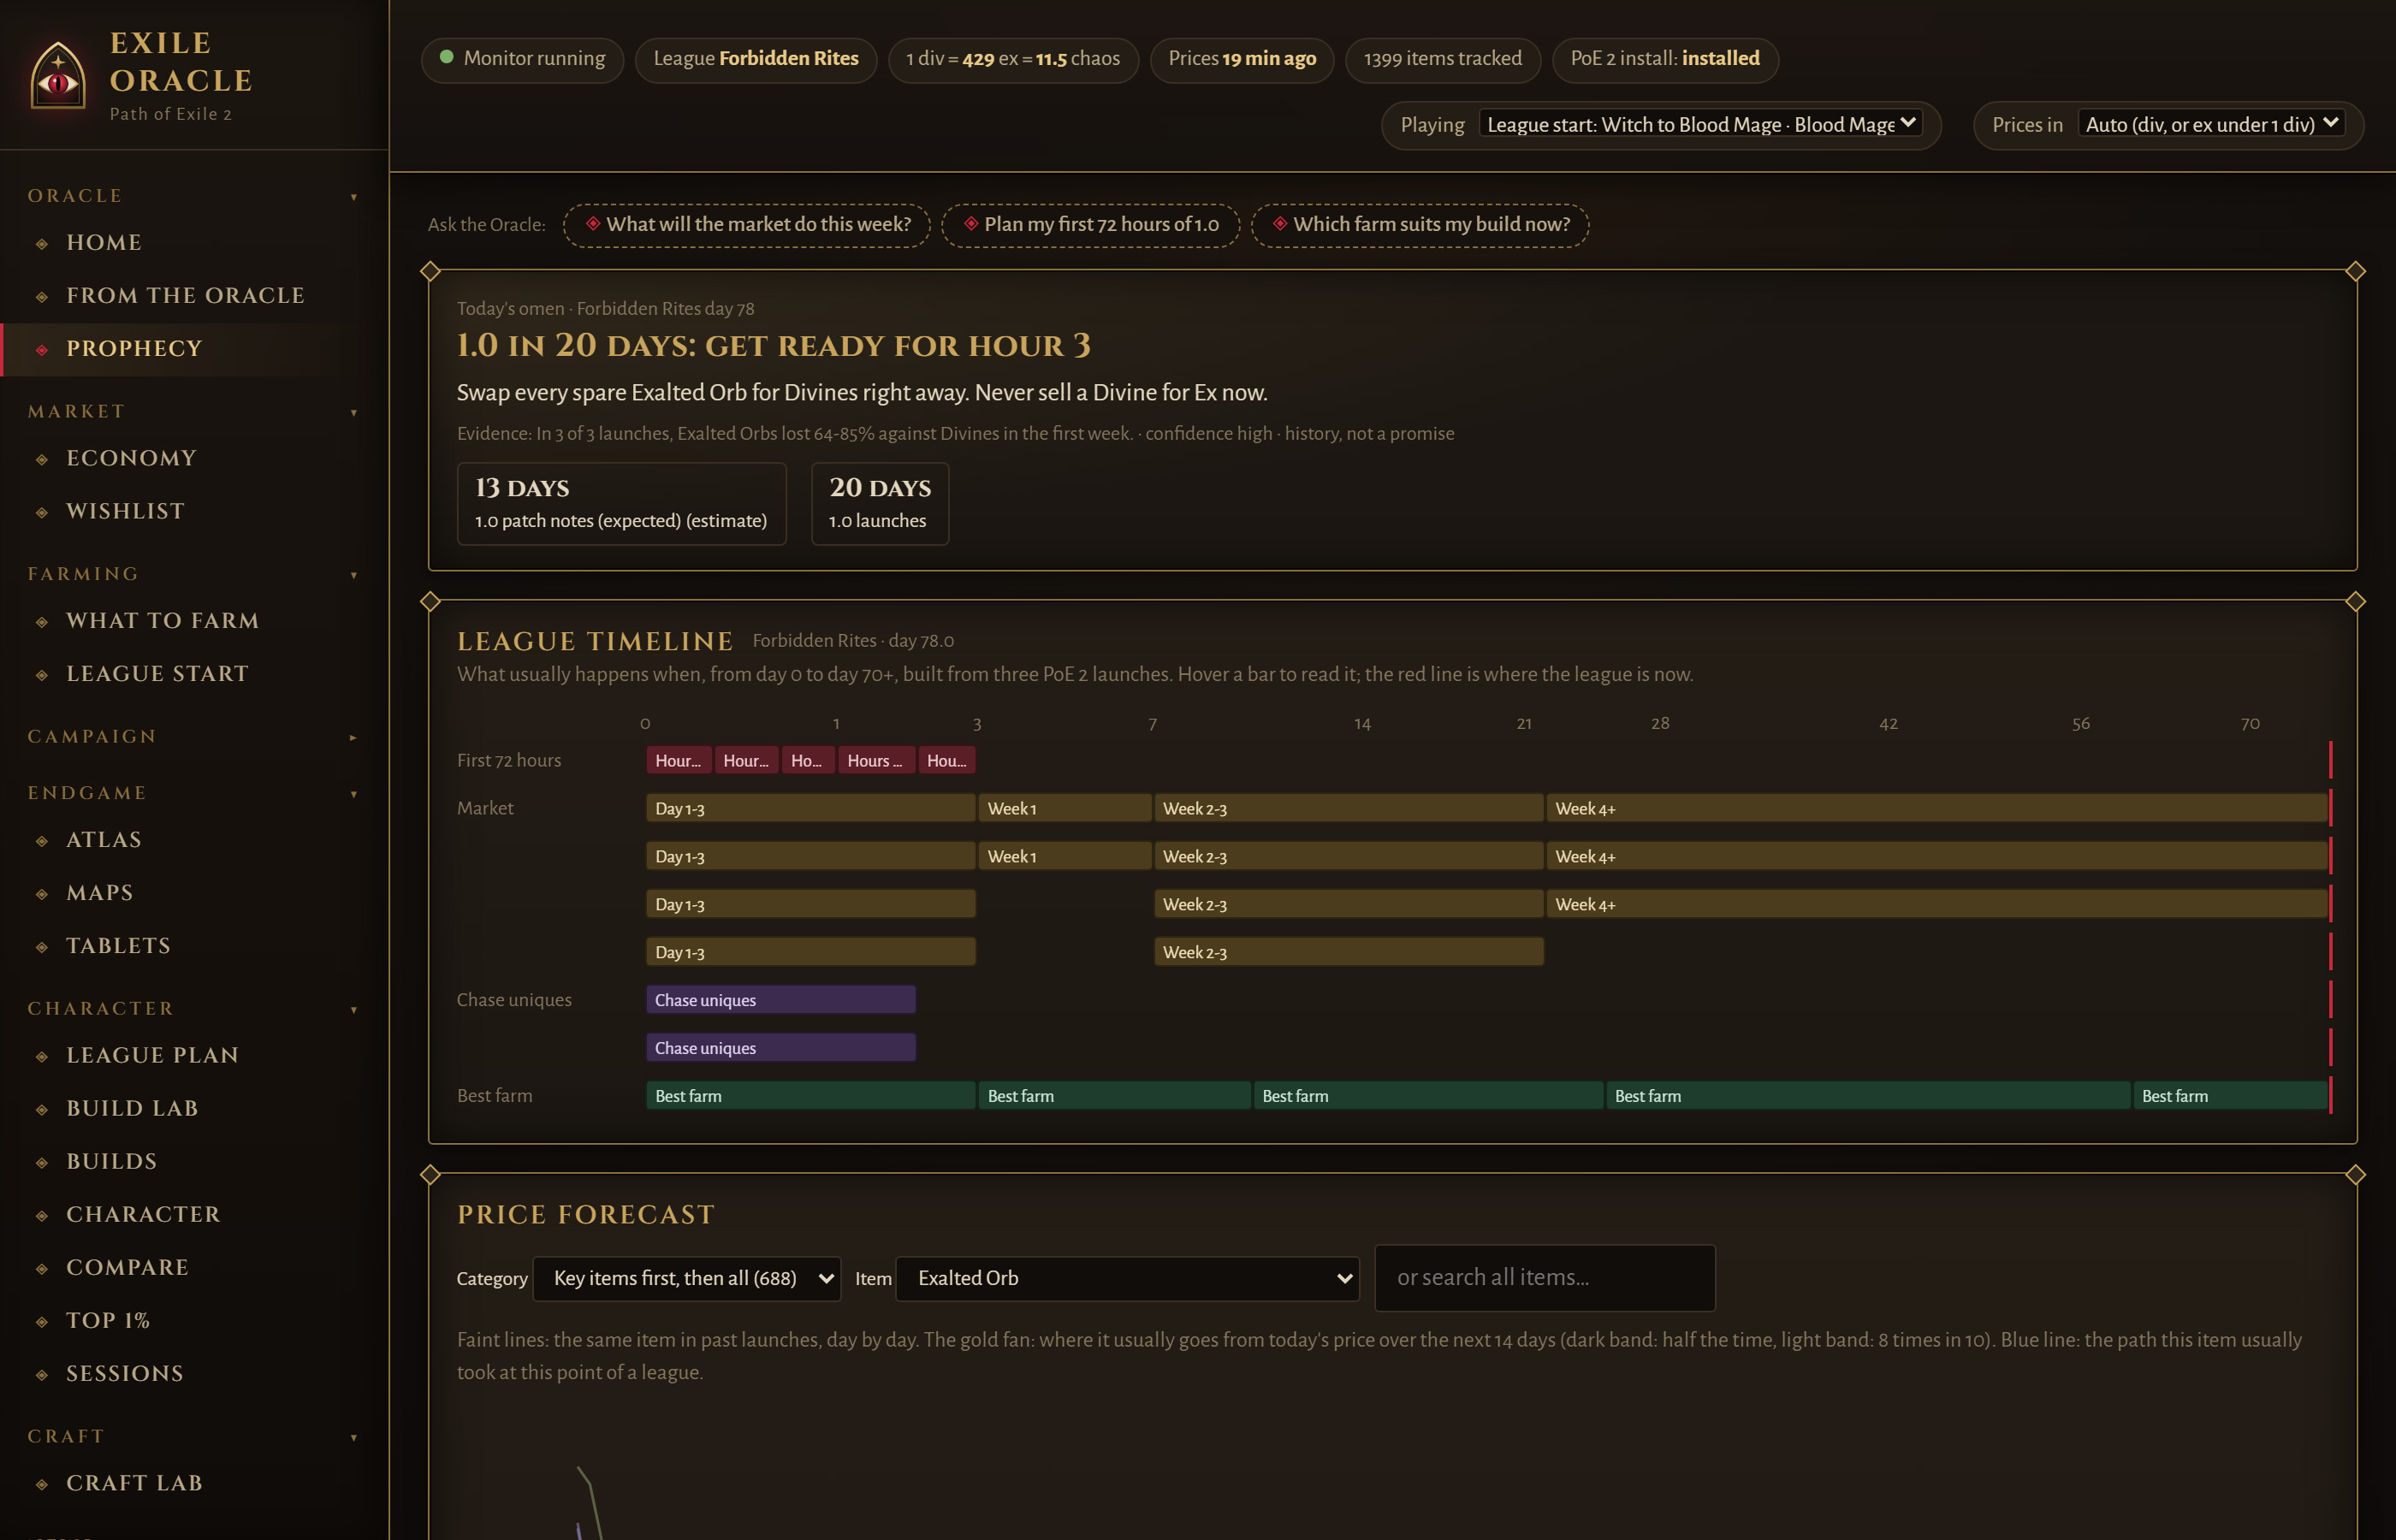 EXILE
ORACLE
Path of Exile 2
ORACLE
HOME
FROM THE ORACLE
PROPHECY
MARKET
ECONOMY
WISHLIST
FARMING
WHAT TO FARM
LEAGUE START
CAMPAIGN
ENDGAME
ATLAS
MAPS
TABLETS
CHARACTER
LEAGUE PLAN
BUILD LAB
BUILDS
CHARACTER
COMPARE
TOP 1%
SESSIONS
CRAFT
CRAFT LAB
Monitor running
League Forbidden Rites
1 div = 429 ex = 11.5 chaos
Prices 19 min ago
1399 items tracked
PoE 2 install: installed
Playing League start: Witch to Blood Mage · Blood Mage
Prices in Auto (div, or ex under 1 div)
Ask the Oracle: What will the market do this week? Plan my first 72 hours of 1.0 Which farm suits my build now?
Today's omen · Forbidden Rites day 78
1.0 IN 20 DAYS: GET READY FOR HOUR 3
Swap every spare Exalted Orb for Divines right away. Never sell a Divine for Ex now.
Evidence: In 3 of 3 launches, Exalted Orbs lost 64-85% against Divines in the first week. · confidence high · history, not a promise
13 DAYS
1.0 patch notes (expected) (estimate)
20 DAYS
1.0 launches
LEAGUE TIMELINE Forbidden Rites · day 78.0
What usually happens when, from day 0 to day 70+, built from three PoE 2 launches. Hover a bar to read it; the red line is where the league is now.
0 1 3 7 14 21 28 42 56 70
First 72 hours Hour... Hour... Ho... Hours ... Hou...
Market Day 1-3 Week 1 Week 2-3 Week 4+
Day 1-3 Week 1 Week 2-3 Week 4+
Day 1-3 Week 2-3 Week 4+
Day 1-3 Week 2-3
Chase uniques Chase uniques
Chase uniques
Best farm Best farm Best farm Best farm Best farm Best farm
PRICE FORECAST
Category Key items first, then all (688) Item Exalted Orb or search all items...
Faint lines: the same item in past launches, day by day. The gold fan: where it usually goes from today's price over the next 14 days (dark band: half the time, light band: 8 times in 10). Blue line: the path this item usually
took at this point of a league.